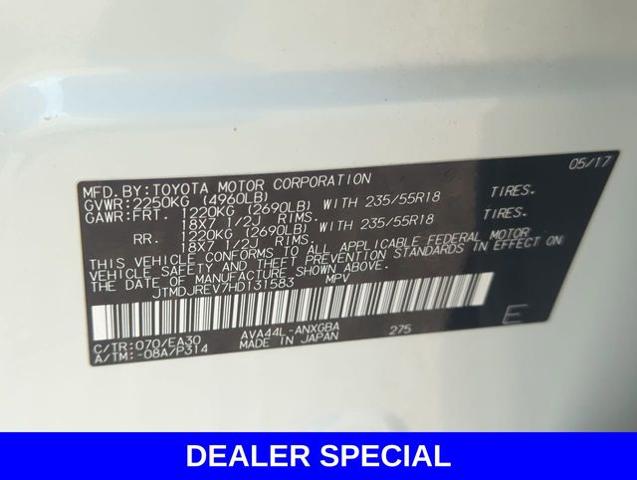 MFD. BY: TOYOTA MOTOR CORPORATION 05/17
GVWR: 2250KG (4960LB)
GAWR: FRT. 1220KG (2690LB) WITH 235/55R18 TIRES.
18X7 1/2J RIMS.
RR. 1220KG (2690LB) WITH 235/55R18 TIRES.
18X7 1/2J RIMS.
THIS VEHICLE CONFORMS TO ALL APPLICABLE FEDERAL MOTOR
VEHICLE SAFETY AND THEFT PREVENTION STANDARDS IN EFFECT ON
THE DATE OF MANUFACTURE SHOWN ABOVE.
JTMDJREV7HD131583 MPV
C/TR: 070/EA30 AVA44L-ANXGBA 275 E
A/TM: -08A/P314 MADE IN JAPAN
DEALER SPECIAL